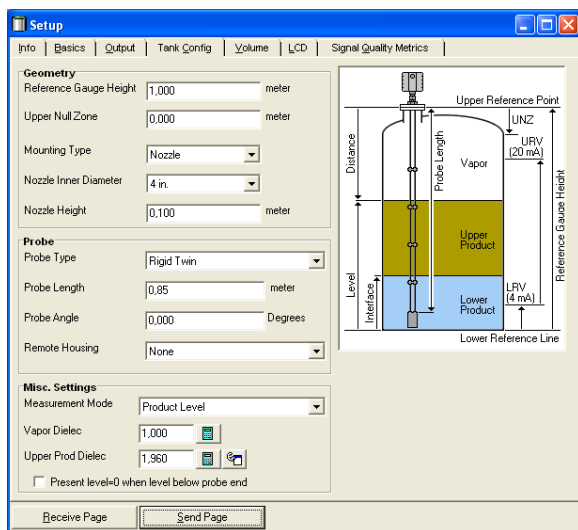 Setup
Info Basics Output Tank Config Volume LCD Signal Quality Metrics
Geometry
Reference Gauge Height 1,000 meter
Upper Null Zone 0,000 meter
Mounting Type Nozzle
Nozzle Inner Diameter 4 in.
Nozzle Height 0,100 meter
Probe
Probe Type Rigid Twin
Probe Length 0,85 meter
Probe Angle 0,000 Degrees
Remote Housing None
Misc. Settings
Measurement Mode Product Level
Vapor Dielec 1,000
Upper Prod Dielec 1,960
Present level=0 when level below probe end
Receive Page Send Page
Upper Reference Point
UNZ
URV
(20 mA)
Vapor
Distance
Probe Length
Reference Gauge Height
Upper
Product
Level
Interface
Lower
Product
LRV
(4 mA)
Lower Reference Line